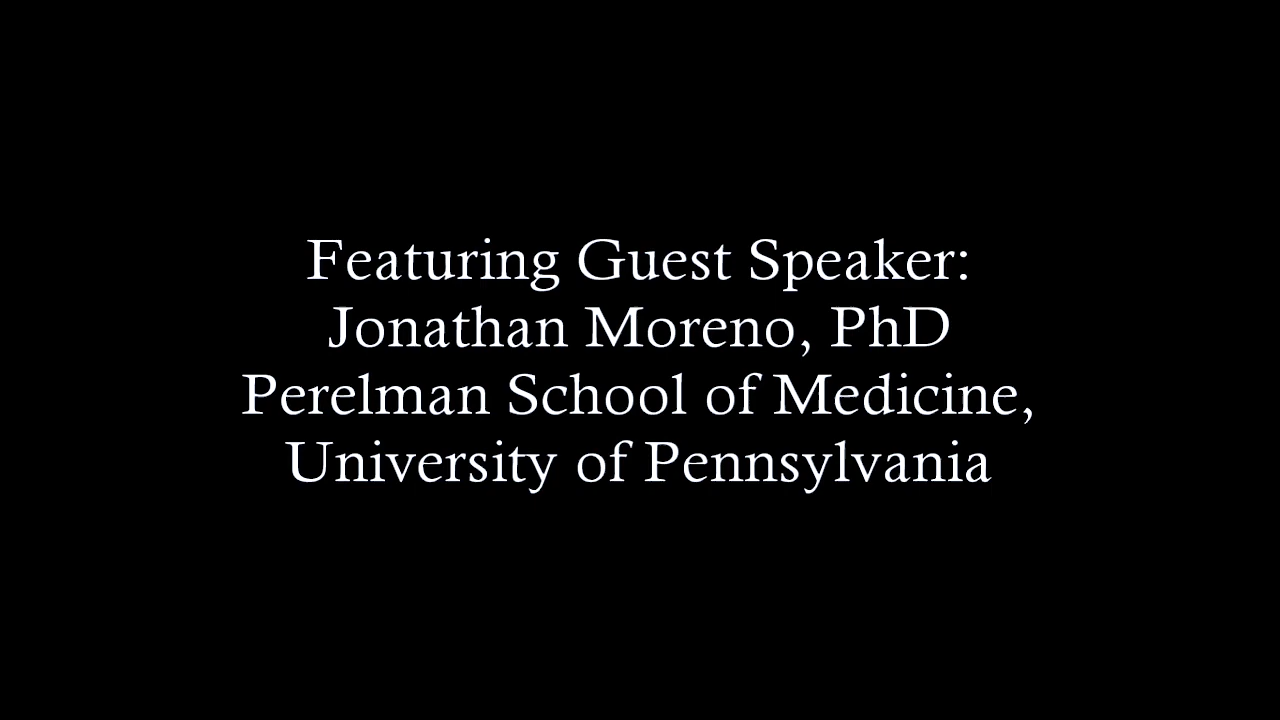 Featuring Guest Speaker:
Jonathan Moreno, PhD
Perelman School of Medicine,
University of Pennsylvania